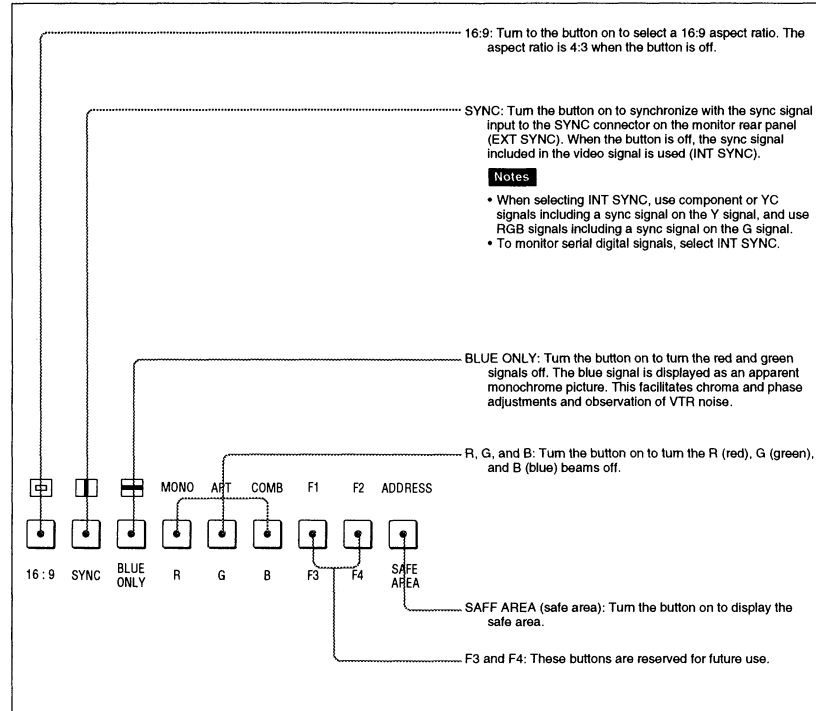 16:9: Turn to the button on to select a 16:9 aspect ratio. The
aspect ratio is 4:3 when the button is off.
SYNC: Turn the button on to synchronize with the sync signal
input to the SYNC connector on the monitor rear panel
(EXT SYNC). When the button is off, the sync signal
included in the video signal is used (INT SYNC).
Notes
• When selecting INT SYNC, use component or YC
signals including a sync signal on the Y signal, and use
RGB signals including a sync signal on the G signal.
• To monitor serial digital signals, select INT SYNC.
BLUE ONLY: Turn the button on to turn the red and green
signals off. The blue signal is displayed as an apparent
monochrome picture. This facilitates chroma and phase
adjustments and observation of VTR noise.
R, G, and B: Turn the button on to turn the R (red), G (green),
and B (blue) beams off.
MONO APT COMB F1 F2 ADDRESS
16:9 SYNC BLUE ONLY R G B F3 F4 SAFE AREA
SAFF AREA (safe area): Turn the button on to display the
safe area.
F3 and F4: These buttons are reserved for future use.